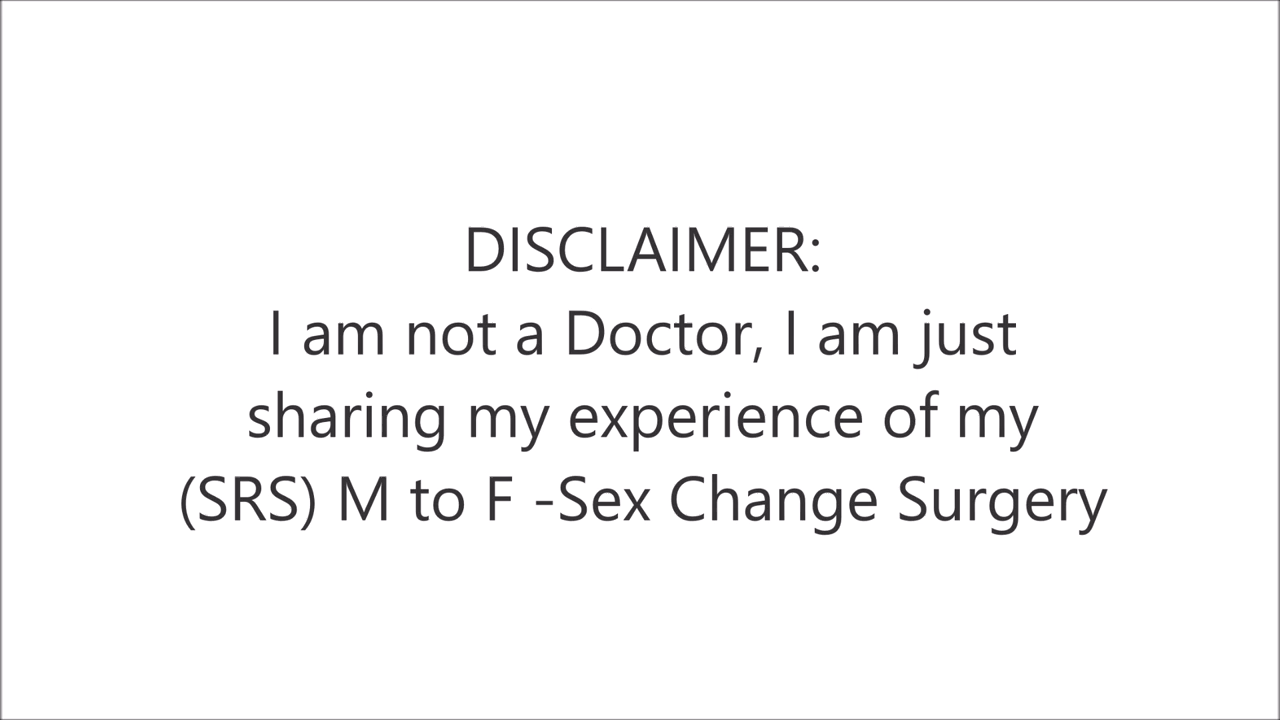 DISCLAIMER:
I am not a Doctor, I am just
sharing my experience of my
(SRS) M to F -Sex Change Surgery